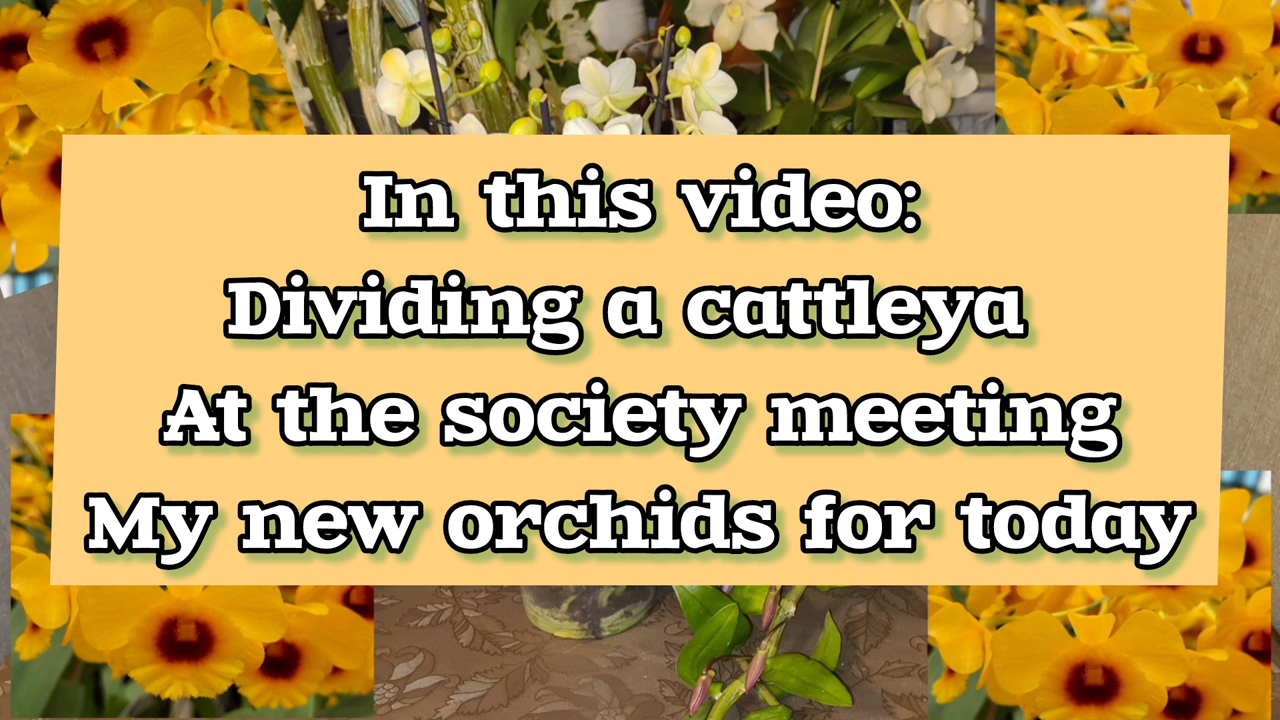 In this video:
Dividing a cattleya
At the society meeting
My new orchids for today